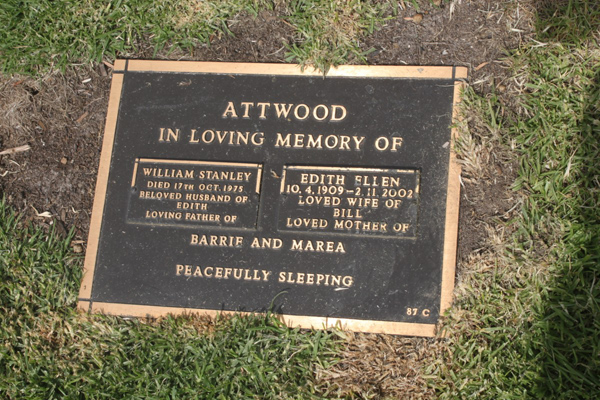 ATTWOOD
IN LOVING MEMORY OF
WILLIAM STANLEY
DIED 17TH OCT. 1975
BELOVED HUSBAND OF
EDITH
LOVING FATHER OF
EDITH ELLEN
10.4.1909-2.11.2002
LOVED WIFE OF
BILL
LOVED MOTHER OF
BARRIE AND MAREA
PEACEFULLY SLEEPING
87 C